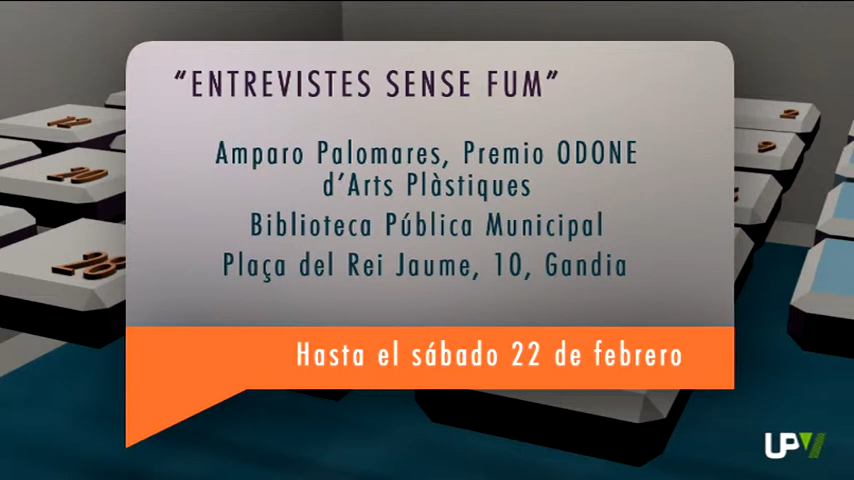 "ENTREVISTES SENSE FUM"
Amparo Palomares, Premio ODONE
d'Arts Plàstiques
Biblioteca Pública Municipal
Plaça del Rei Jaume, 10, Gandia
Hasta el sábado 22 de febrero
UPV